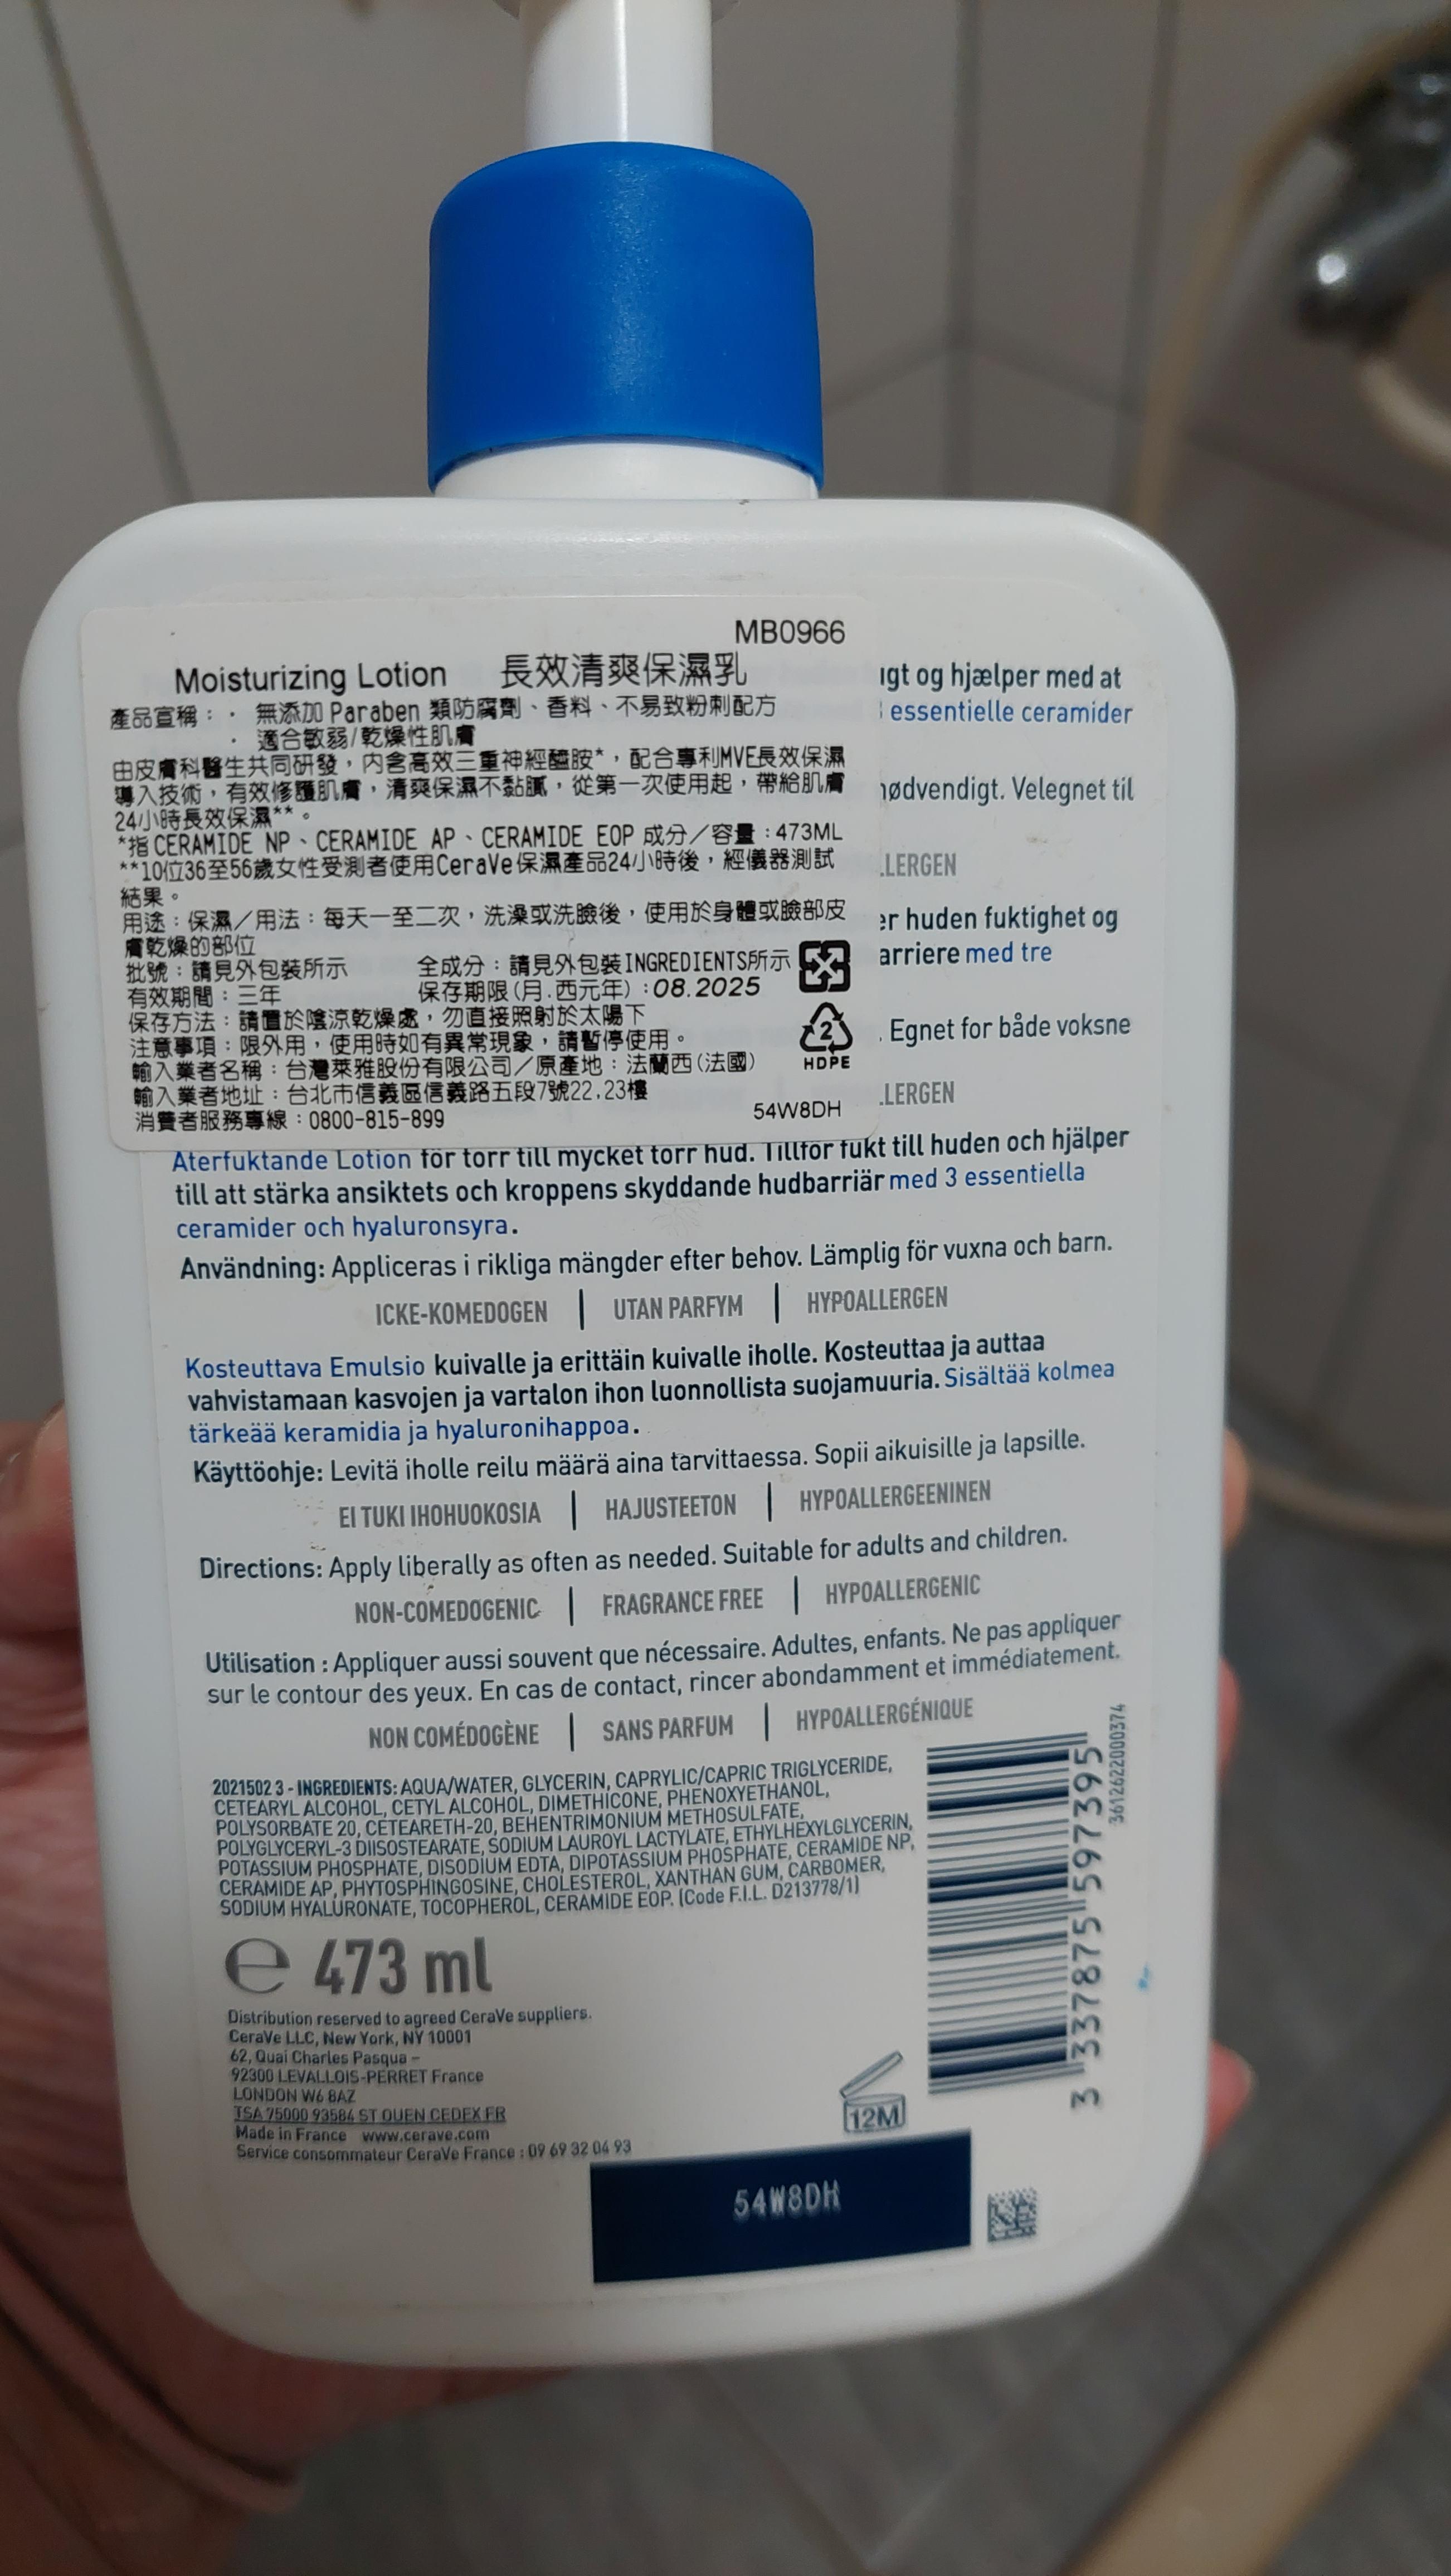 MB0966
Moisturizing Lotion 長效清爽保濕乳
產品宣稱：· 無添加 Paraben 類防腐劑、香料、不易致粉刺配方
· 適合敏弱/乾燥性肌膚
由皮膚科醫生共同研發，內含高效三重神經醯胺*，配合專利MVE長效保濕
導入技術，有效修護肌膚，清爽保濕不黏膩，從第一次使用起，帶給肌膚
24小時長效保濕**。
*指 CERAMIDE NP、CERAMIDE AP、CERAMIDE EOP 成分／容量：473ML
**10位36至56歲女性受測者使用CeraVe保濕產品24小時後，經儀器測試
結果。
用途：保濕／用法：每天一至二次，洗澡或洗臉後，使用於身體或臉部皮
膚乾燥的部位
批號：請見外包裝所示 全成分：請見外包裝INGREDIENTS所示
有效期間：三年 保存期限(月.西元年)：08.2025
保存方法：請置於陰涼乾燥處，勿直接照射於太陽下
注意事項：限外用，使用時如有異常現象，請暫停使用。
輸入業者名稱：台灣萊雅股份有限公司／原產地：法蘭西(法國)
輸入業者地址：台北市信義區信義路五段7號22.23樓
消費者服務專線：0800-815-899
2
HDPE
54W8DH
gt og hjælper med at
essentielle ceramider
nødvendigt. Velegnet til
LLERGEN
er huden fuktighet og
arriere med tre
. Egnet for både voksne
LLERGEN
Återfuktande Lotion för torr till mycket torr hud. Tillför fukt till huden och hjälper
till att stärka ansiktets och kroppens skyddande hudbarriär med 3 essentiella
ceramider och hyaluronsyra.
Användning: Appliceras i rikliga mängder efter behov. Lämplig för vuxna och barn.
ICKE-KOMEDOGEN | UTAN PARFYM | HYPOALLERGEN
Kosteuttava Emulsio kuivalle ja erittäin kuivalle iholle. Kosteuttaa ja auttaa
vahvistamaan kasvojen ja vartalon ihon luonnollista suojamuuria. Sisältää kolmea
tärkeää keramidia ja hyaluronihappoa.
Käyttöohje: Levitä iholle reilu määrä aina tarvittaessa. Sopii aikuisille ja lapsille.
EI TUKI IHOHUOKOSIA | HAJUSTEETON | HYPOALLERGEENINEN
Directions: Apply liberally as often as needed. Suitable for adults and children.
NON-COMEDOGENIC | FRAGRANCE FREE | HYPOALLERGENIC
Utilisation : Appliquer aussi souvent que nécessaire. Adultes, enfants. Ne pas appliquer
sur le contour des yeux. En cas de contact, rincer abondamment et immédiatement.
NON COMÉDOGÈNE | SANS PARFUM | HYPOALLERGÉNIQUE
2021502 3 - INGREDIENTS: AQUA/WATER, GLYCERIN, CAPRYLIC/CAPRIC TRIGLYCERIDE,
CETEARYL ALCOHOL, CETYL ALCOHOL, DIMETHICONE, PHENOXYETHANOL,
POLYSORBATE 20, CETEARETH-20, BEHENTRIMONIUM METHOSULFATE,
POLYGLYCERYL-3 DIISOSTEARATE, SODIUM LAUROYL LACTYLATE, ETHYLHEXYLGLYCERIN,
POTASSIUM PHOSPHATE, DISODIUM EDTA, DIPOTASSIUM PHOSPHATE, CERAMIDE NP,
CERAMIDE AP, PHYTOSPHINGOSINE, CHOLESTEROL, XANTHAN GUM, CARBOMER,
SODIUM HYALURONATE, TOCOPHEROL, CERAMIDE EOP. (Code F.I.L. D213778/1)
3 337875 597395
3612622000374
℮ 473 ml
Distribution reserved to agreed CeraVe suppliers.
CeraVe LLC, New York, NY 10001
62, Quai Charles Pasqua –
92300 LEVALLOIS-PERRET France
LONDON W6 8AZ
TSA 75000 93584 ST OUEN CEDEX FR
Made in France www.cerave.com
Service consommateur CeraVe France : 09 69 32 04 93
12M
54W8DH